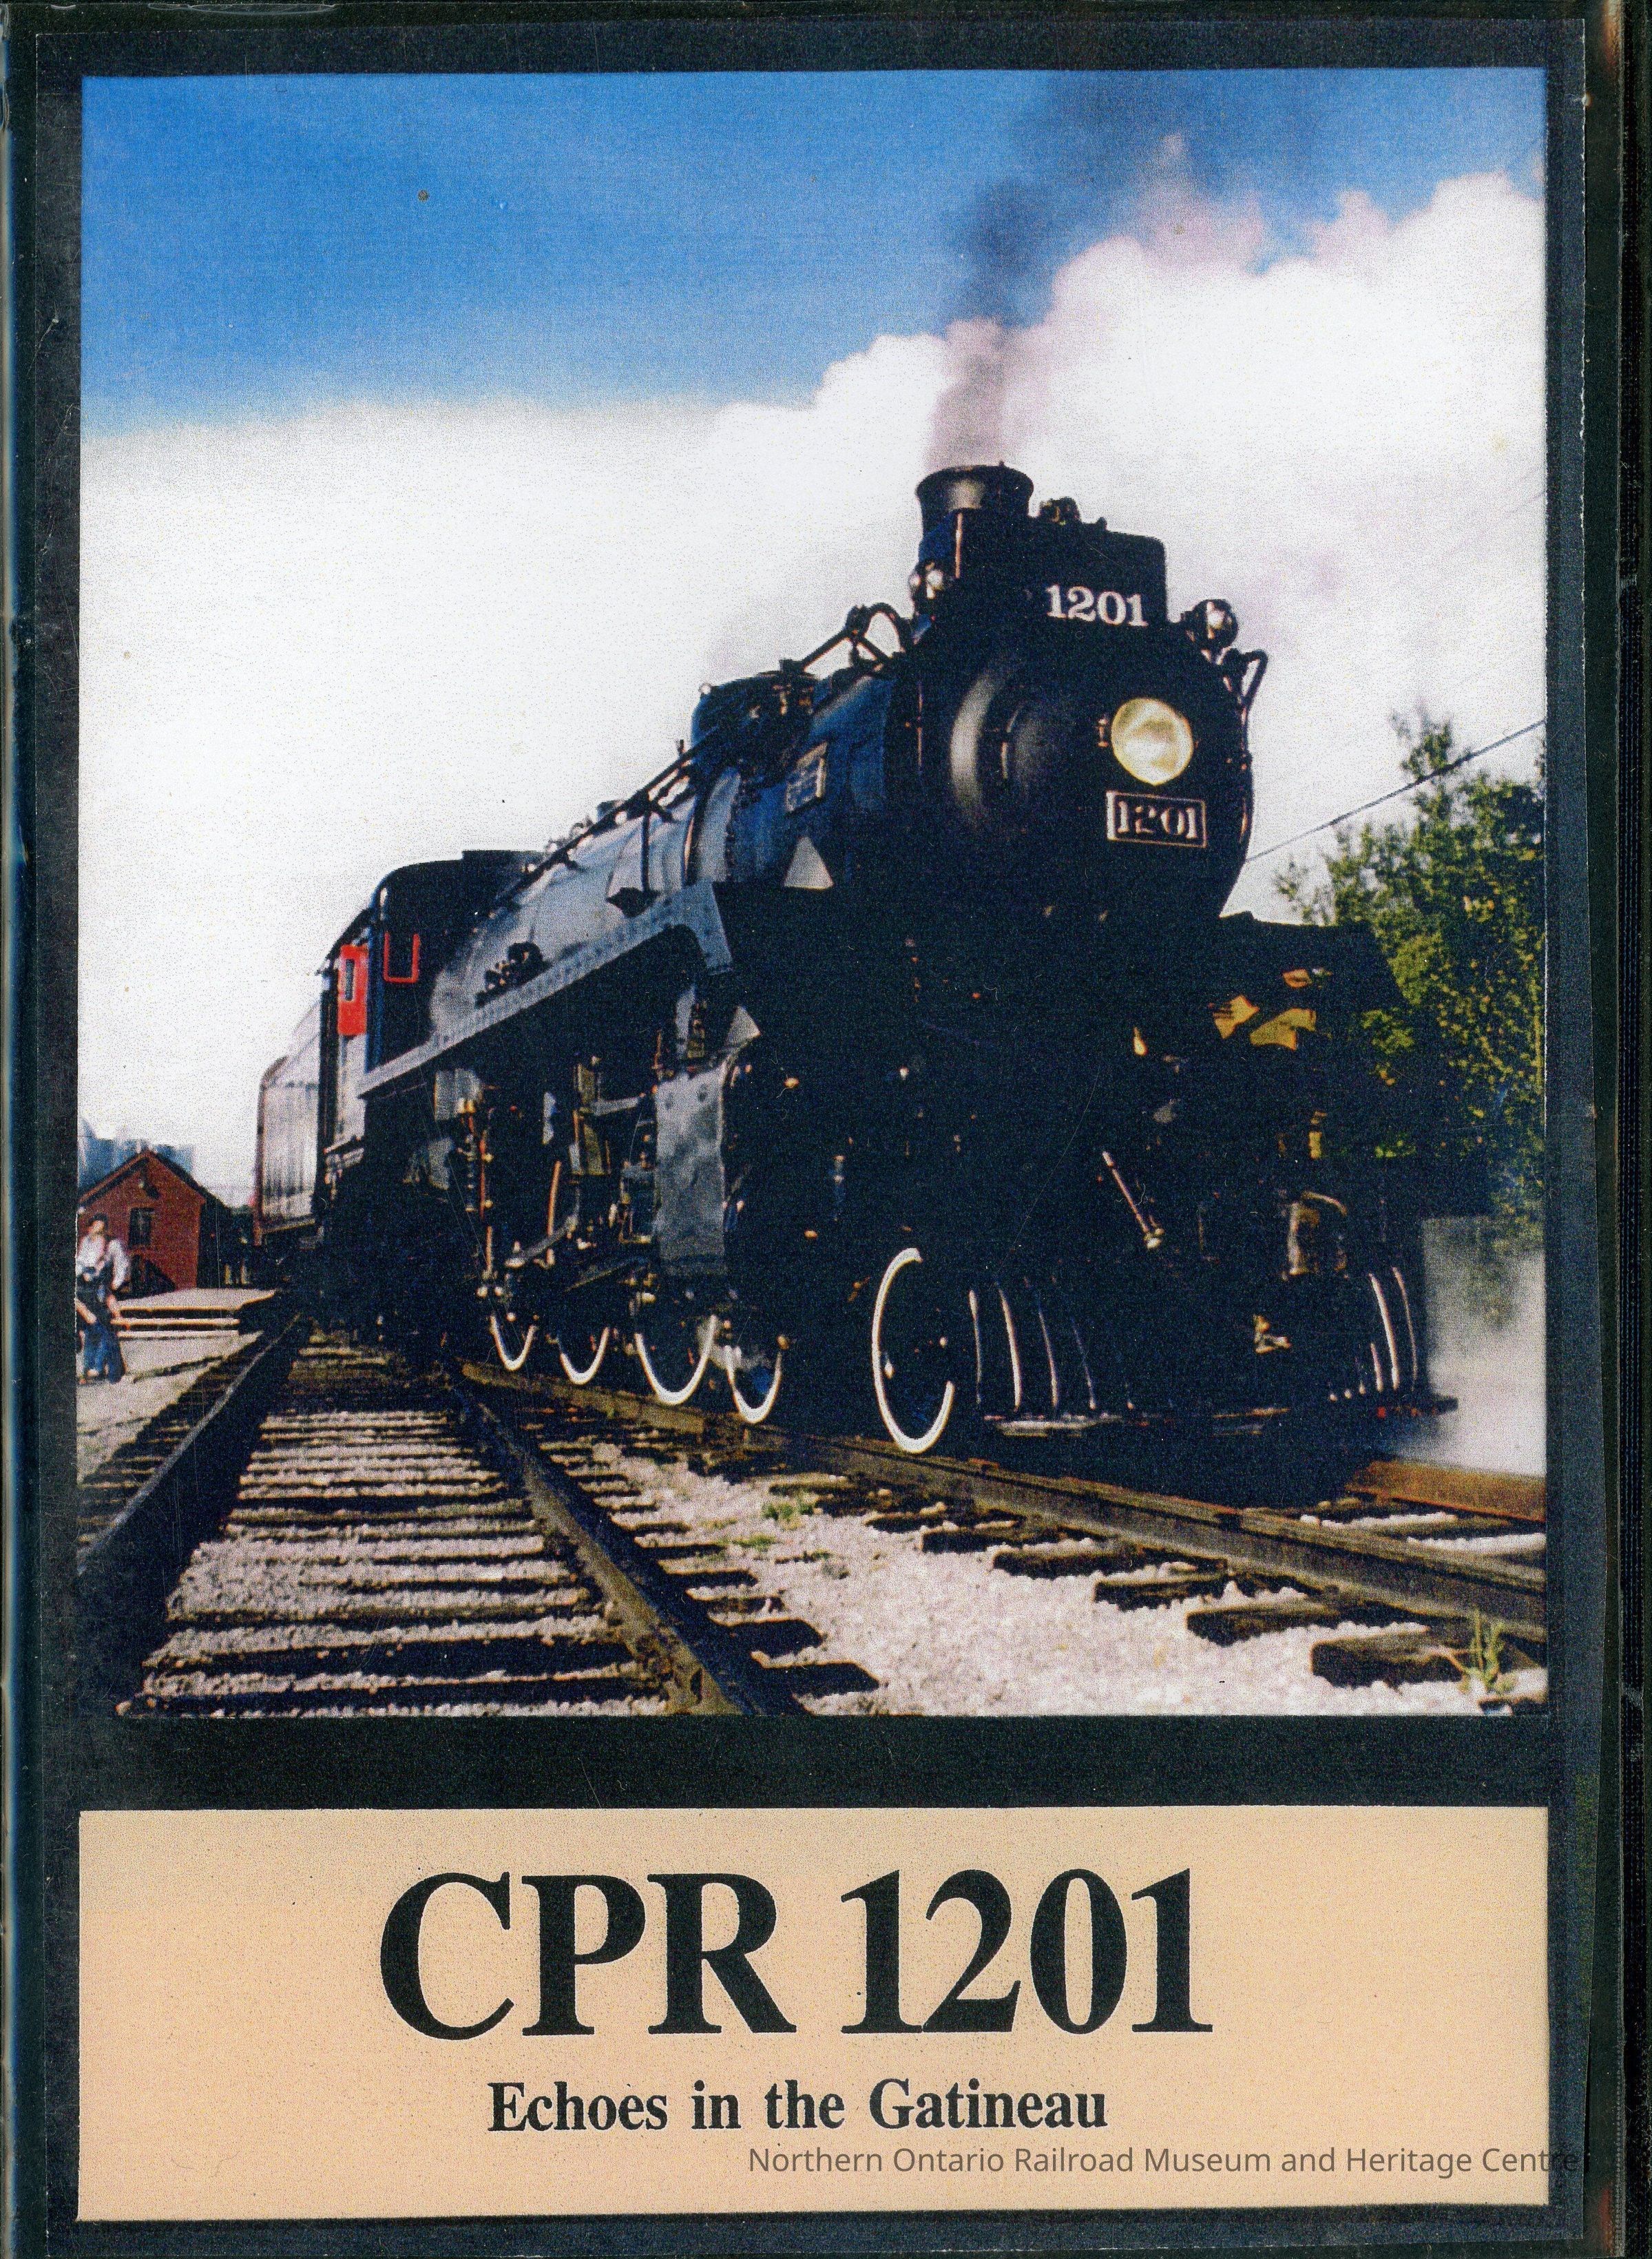 1201
1201
CPR 1201
Echoes in the Gatineau
Northern Ontario Railroad Museum and Heritage Centre